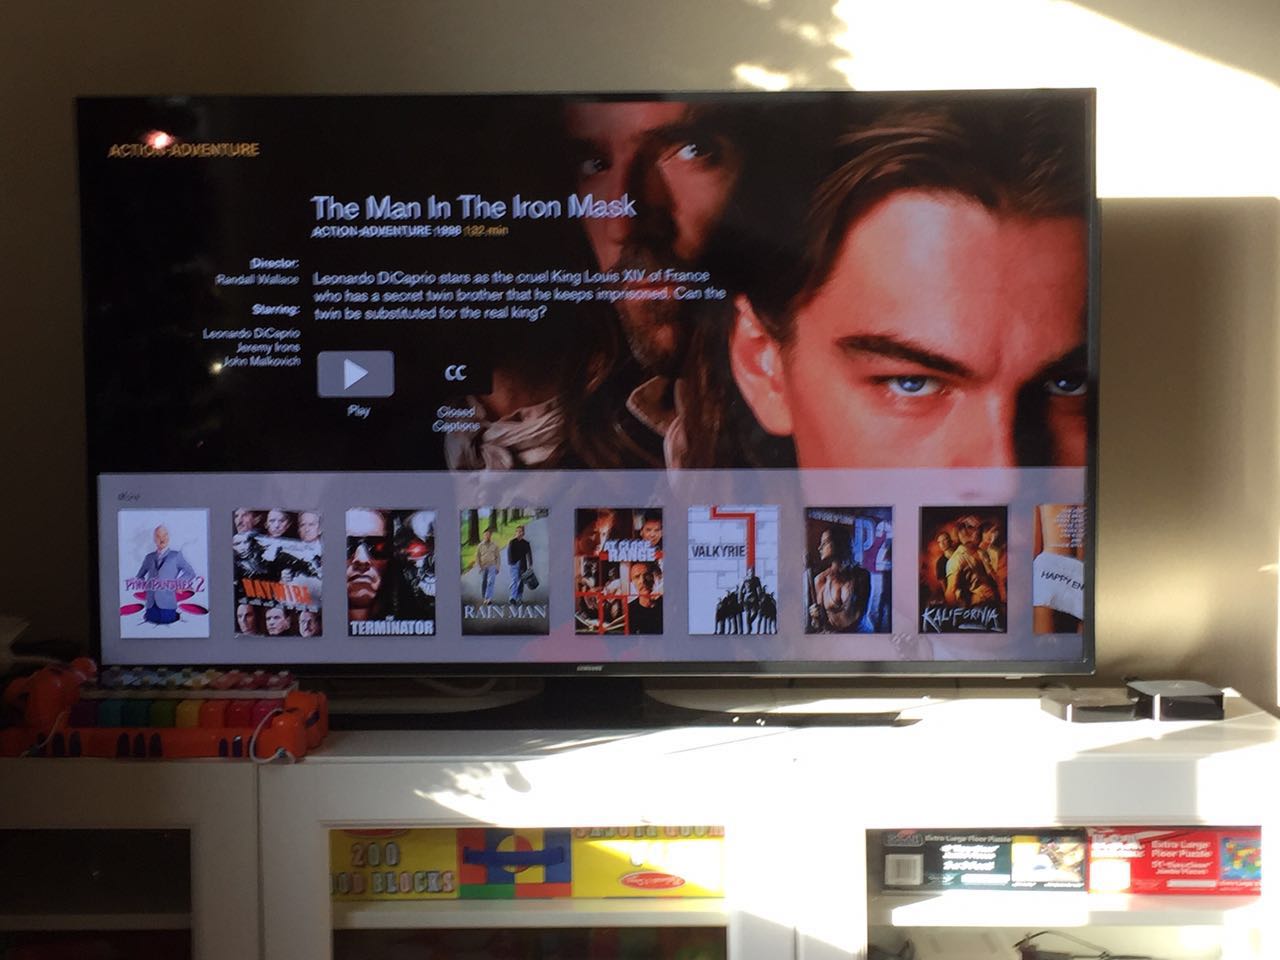 ACTION-ADVENTURE
The Man In The Iron Mask
ACTION-ADVENTURE 1998 132 min
Director:
Randall Wallace
Starring:
Leonardo DiCaprio
Jeremy Irons
John Malkovich
Leonardo DiCaprio stars as the cruel King Louis XIV of France
who has a secret twin brother that he keeps imprisoned. Can the
twin be substituted for the real king?
Play
CC
Closed
Captions
More
PINK PANTHER 2
HAYWIRE
THE
TERMINATOR
RAIN MAN
AT CLOSE
RANGE
VALKYRIE
P2
KALIFORNIA
HAPPY EN
SAMSUNG
200
OD BLOCKS
Extra Large Floor Puzzle
Extra Large
Floor Puzzle